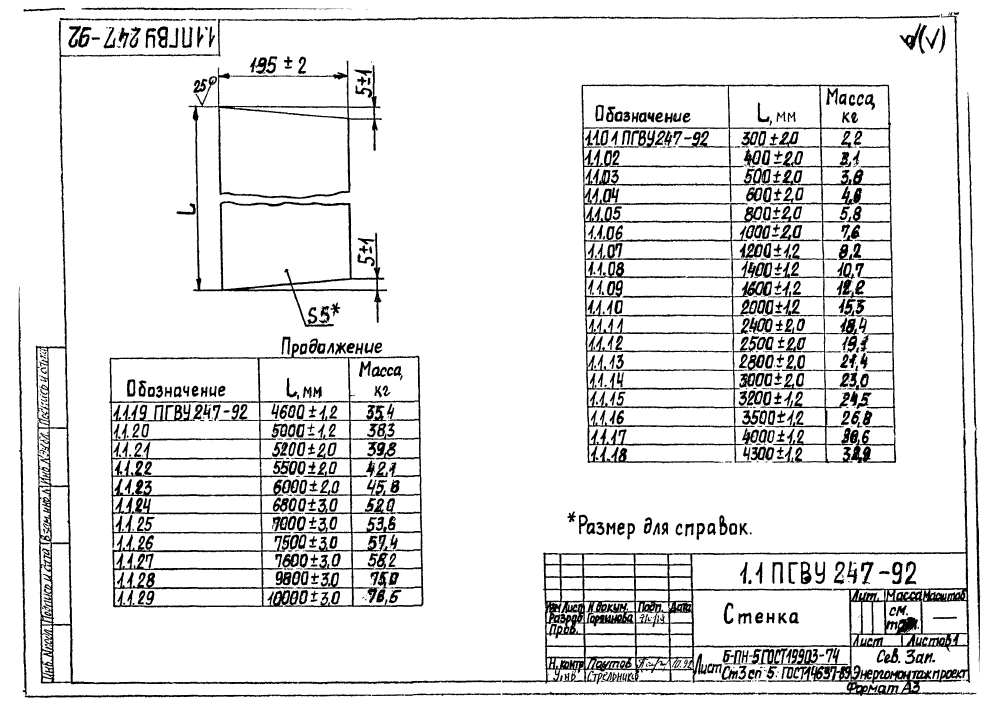 1.1 ПГВУ 247-92
(√)
195 ± 2
25
5±1
L
5±1
S5*
Обозначение L, мм Масса, кг
1.1.01 ПГВУ 247-92 300±2,0 2,2
1.1.02 400±2,0 3,1
1.1.03 500±2,0 3,8
1.1.04 600±2,0 4,6
1.1.05 800±2,0 5,8
1.1.06 1000±2,0 7,6
1.1.07 1200±1,2 8,2
1.1.08 1400±1,2 10,7
1.1.09 1600±1,2 12,2
1.1.10 2000±1,2 15,3
1.1.11 2400±2,0 18,4
1.1.12 2500±2,0 19,1
1.1.13 2800±2,0 21,4
1.1.14 3000±2,0 23,0
1.1.15 3200±1,2 24,5
1.1.16 3500±1,2 26,8
1.1.17 4000±1,2 30,6
1.1.18 4300±1,2 32,9
Продолжение
Обозначение L, мм Масса, кг
1.1.19 ПГВУ 247-92 4600±1,2 35,4
1.1.20 5000±1,2 38,3
1.1.21 5200±2,0 39,8
1.1.22 5500±2,0 42,1
1.1.23 6000±2,0 45,8
1.1.24 6800±3,0 52,0
1.1.25 7000±3,0 53,6
1.1.26 7500±3,0 57,4
1.1.27 7600±3,0 58,2
1.1.28 9800±3,0 75,0
1.1.29 10000±3,0 76,5
*Размер для справок.
1.1 ПГВУ 247-92
Изм Лист N докум. Подп. Дата
Разраб
Пров.
Н. контр Паутов 10.92
Утв Стрельников
Стенка
Лит. Масса Масштаб
см. табл. —
Лист Листов 1
Лист Б-ПН-5 ГОСТ 19903-74
Ст3 сп 5 ГОСТ 14637-89
Сев. Зап.
Энергомонтажпроект
Формат А3
Инв. N подл. Подпись и дата Взам. инв. N Инв. N дубл. Подпись и дата